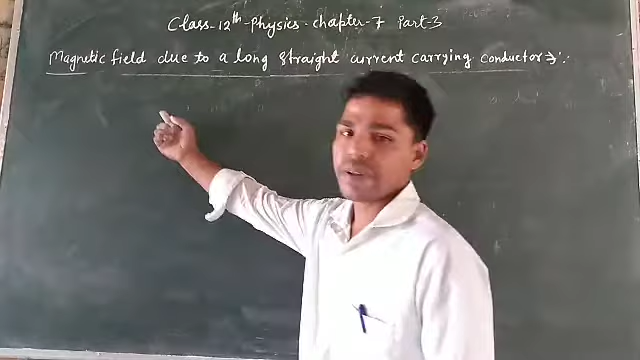 Class-12th-Physics-chapter-7 Part-3
Magnetic field due to a long straight current carrying conductor ⇒: